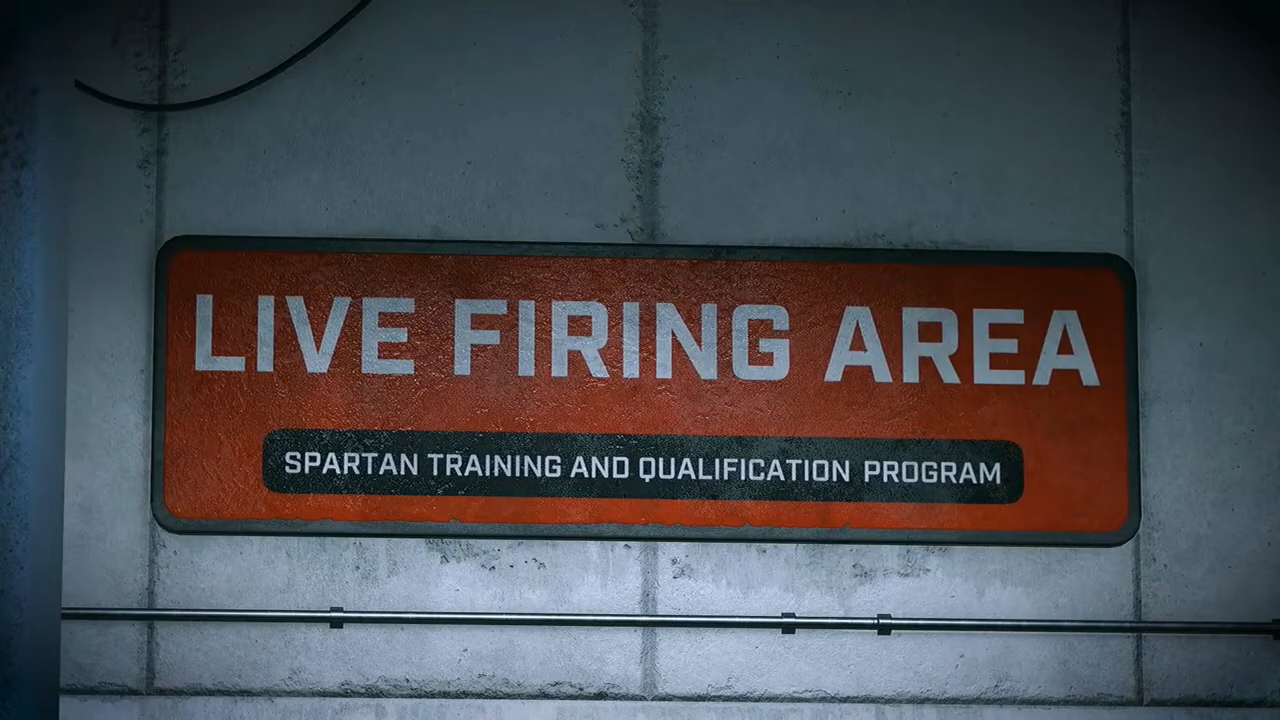 LIVE FIRING AREA
SPARTAN TRAINING AND QUALIFICATION PROGRAM